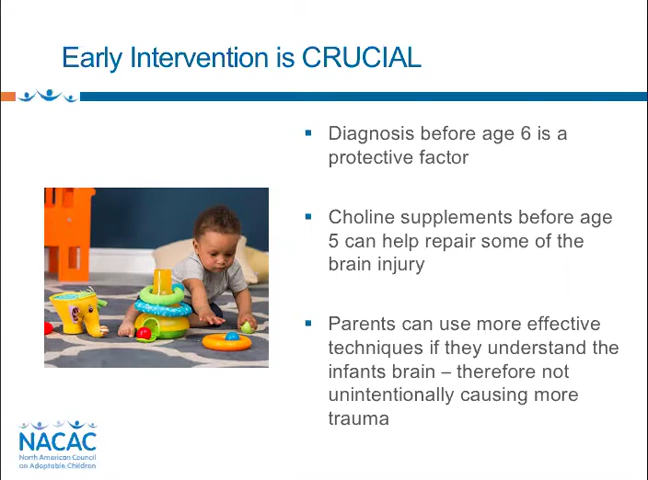 Early Intervention is CRUCIAL
Diagnosis before age 6 is a
protective factor
Choline supplements before age
5 can help repair some of the
brain injury
Parents can use more effective
techniques if they understand the
infants brain – therefore not
unintentionally causing more
trauma
NACAC
North American Council
on Adoptable Children